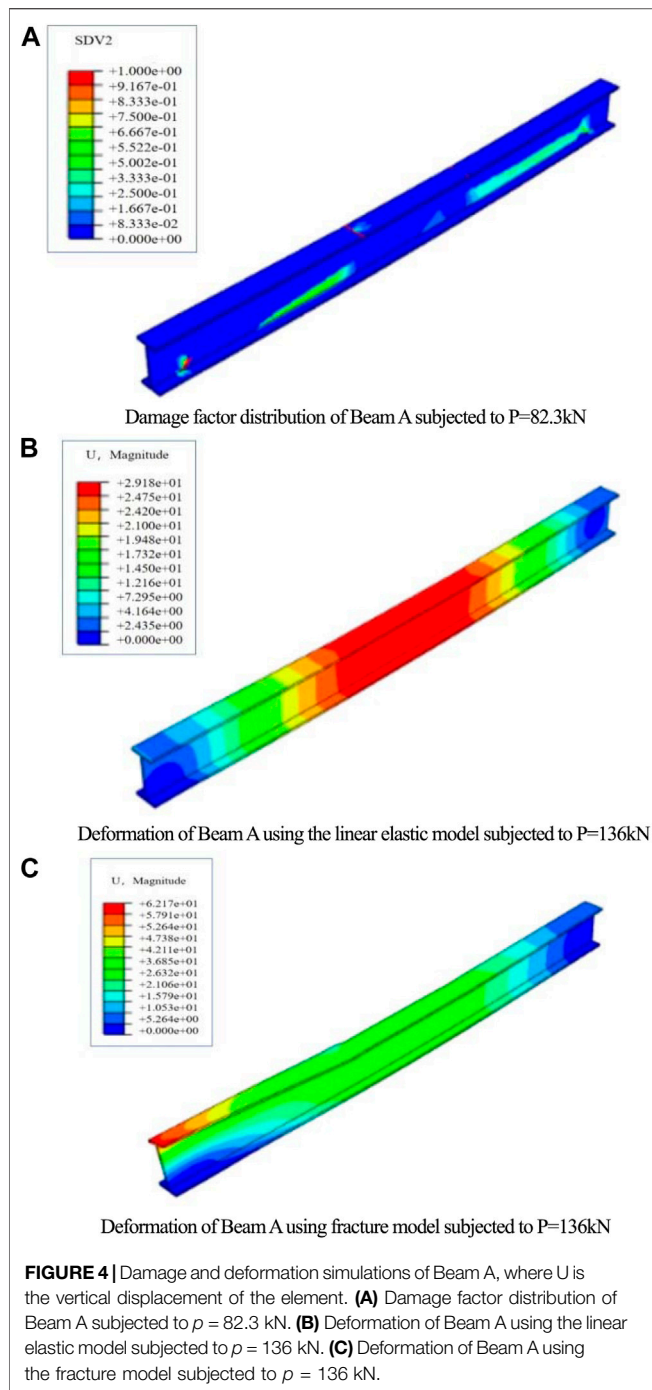 A
SDV2
+1.000e+00
+9.167e-01
+8.333e-01
+7.500e-01
+6.667e-01
+5.522e-01
+5.002e-01
+3.333e-01
+2.500e-01
+1.667e-01
+8.333e-02
+0.000e+00
Damage factor distribution of Beam A subjected to P=82.3kN
B
U, Magnitude
+2.918e+01
+2.475e+01
+2.420e+01
+2.100e+01
+1.948e+01
+1.732e+01
+1.450e+01
+1.216e+01
+7.295e+00
+4.164e+00
+2.435e+00
+0.000e+00
Deformation of Beam A using the linear elastic model subjected to P=136kN
C
U, Magnitude
+6.217e+01
+5.791e+01
+5.264e+01
+4.738e+01
+4.211e+01
+3.685e+01
+2.632e+01
+2.106e+01
+1.579e+01
+1.053e+01
+5.264e+00
+0.000e+00
Deformation of Beam A using fracture model subjected to P=136kN
FIGURE 4 | Damage and deformation simulations of Beam A, where U is
the vertical displacement of the element. (A) Damage factor distribution of
Beam A subjected to p = 82.3 kN. (B) Deformation of Beam A using the linear
elastic model subjected to p = 136 kN. (C) Deformation of Beam A using
the fracture model subjected to p = 136 kN.